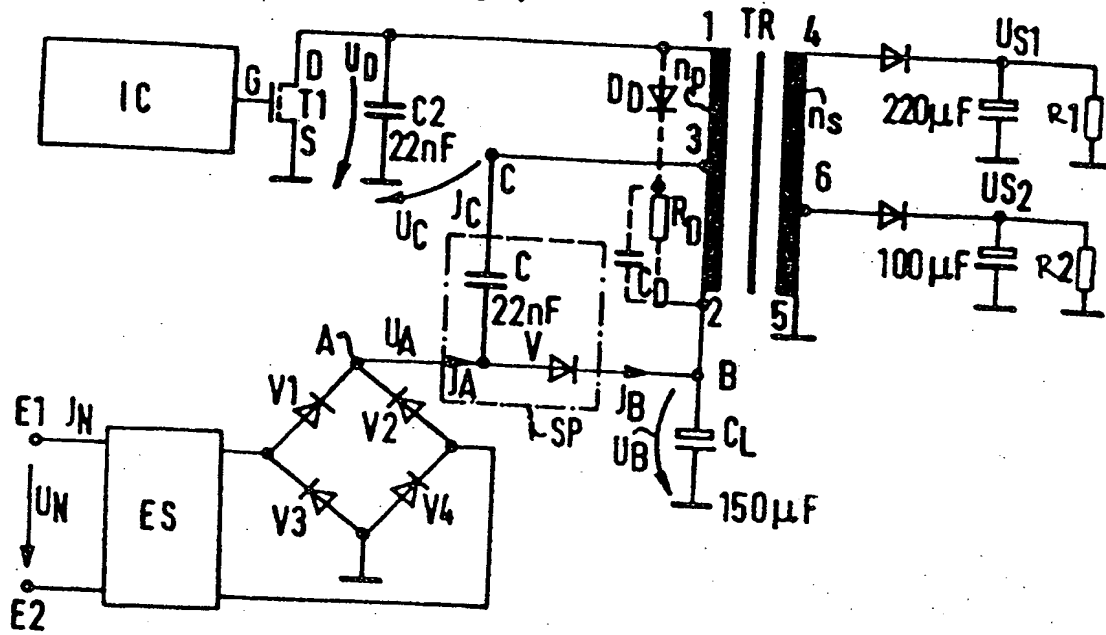 1 TR 4
IC
G
D
T1
S
UD
C2
22nF
DD
np
3
ns
US1
220µF
R1
6
US2
100µF
R2
C
JC
UC
RD
CD
2
5
C
22nF
A
UA
JA
V
JB
B
SP
UB
CL
150µF
E1
JN
UN
ES
E2
V1
V2
V3
V4